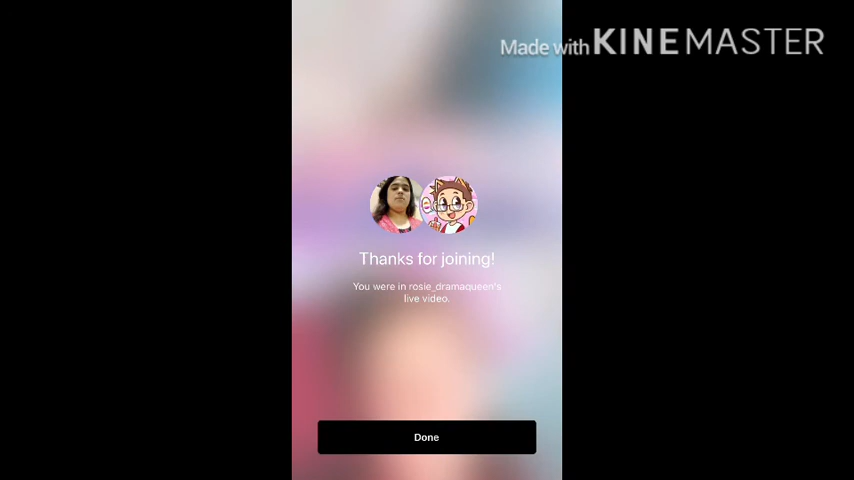 Made with KINEMASTER
Thanks for joining!
You were in rosie_dramaqueen's
live video.
Done